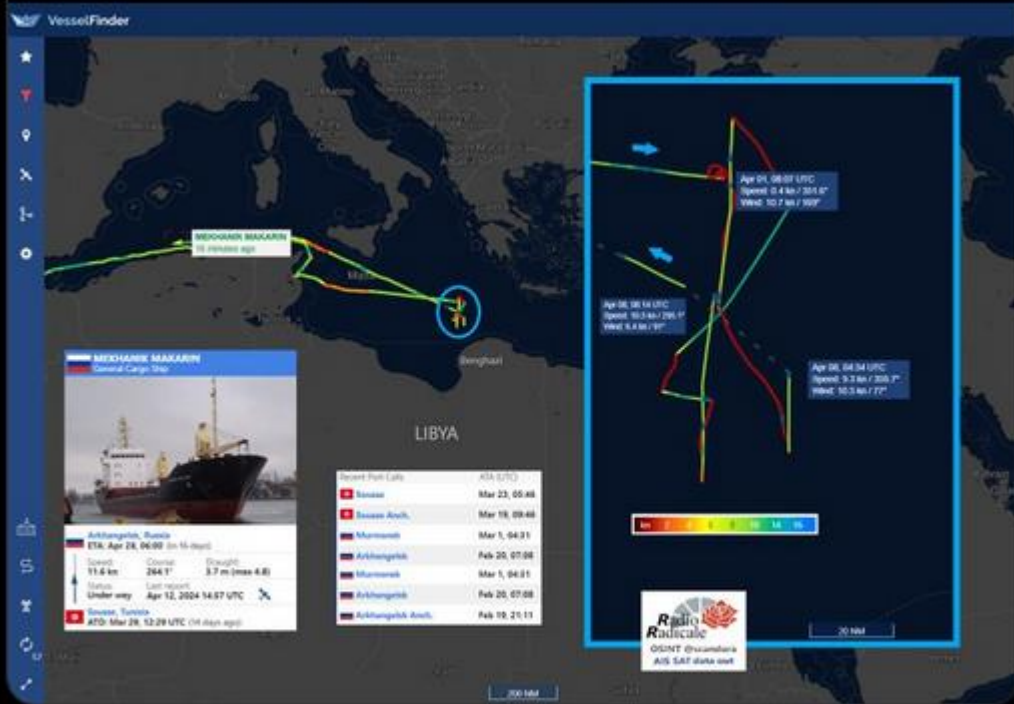 VesselFinder
MEKHANIK MAKARIN
16 minutes ago
Malta
Benghazi
LIBYA
MEKHANIK MAKARIN
General Cargo Ship
Arkhangelsk, Russia
ETA: Apr 28, 06:00 (in 16 days)
Speed: Course: Draught:
11.6 kn 264.1° 3.7 m (max 4.8)
Status: Last report:
Under way Apr 12, 2024 14:57 UTC
Sousse, Tunisia
ATD: Mar 29, 12:29 UTC (14 days ago)
Recent Port Calls ATA (UTC)
Sousse Mar 23, 05:46
Sousse Anch. Mar 19, 09:46
Murmansk Mar 1, 04:31
Arkhangelsk Feb 20, 07:08
Murmansk Mar 1, 04:31
Arkhangelsk Feb 20, 07:08
Arkhangelsk Anch. Feb 19, 21:11
Apr 01, 08:07 UTC
Speed: 0.4 kn / 351.6°
Wind: 10.7 kn / 169°
Apr 08, 08:14 UTC
Speed: 10.0 kn / 295.1°
Wind: 6.4 kn / 91°
Apr 08, 04:34 UTC
Speed: 9.3 kn / 355.7°
Wind: 10.3 kn / 77°
kn 2 4 6 8 10 14 16
Radio
Radicale
OSINT @scandura
AIS SAT data owt
20 NM
200 NM